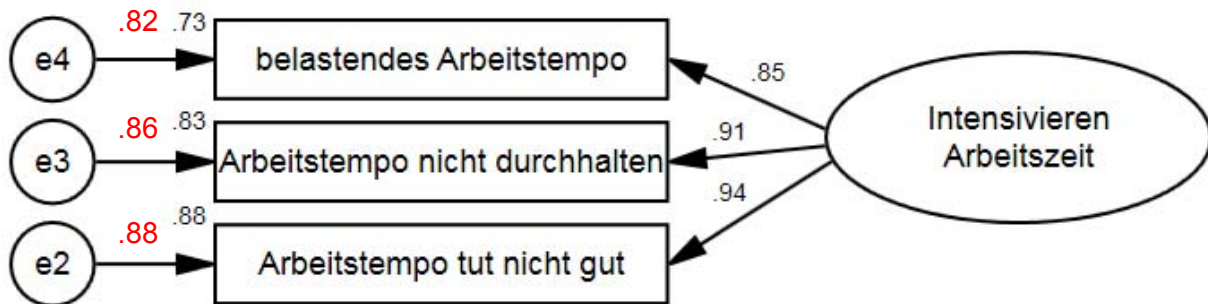 e4
.82
.73
belastendes Arbeitstempo
.85
e3
.86
.83
Arbeitstempo nicht durchhalten
.91
Intensivieren
Arbeitszeit
e2
.88
.88
Arbeitstempo tut nicht gut
.94